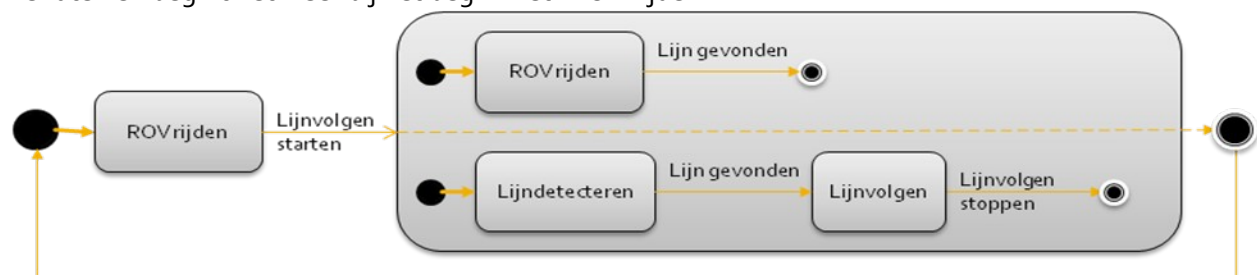 ROVrijden
Lijn gevonden
ROVrijden
Lijnvolgen
starten
Lijndetecteren
Lijn gevonden
Lijnvolgen
Lijnvolgen
stoppen